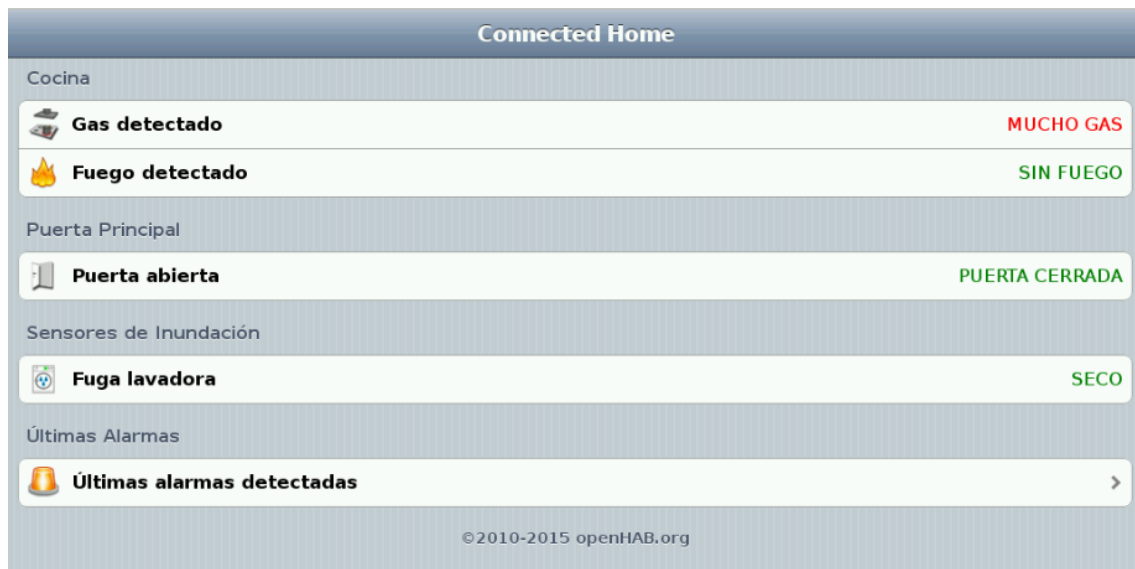 Connected Home
Cocina
Gas detectado MUCHO GAS
Fuego detectado SIN FUEGO
Puerta Principal
Puerta abierta PUERTA CERRADA
Sensores de Inundación
Fuga lavadora SECO
Últimas Alarmas
Últimas alarmas detectadas
©2010-2015 openHAB.org